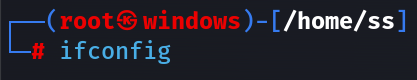 ┌──(root㉿windows)-[/home/ss]
└─# ifconfig